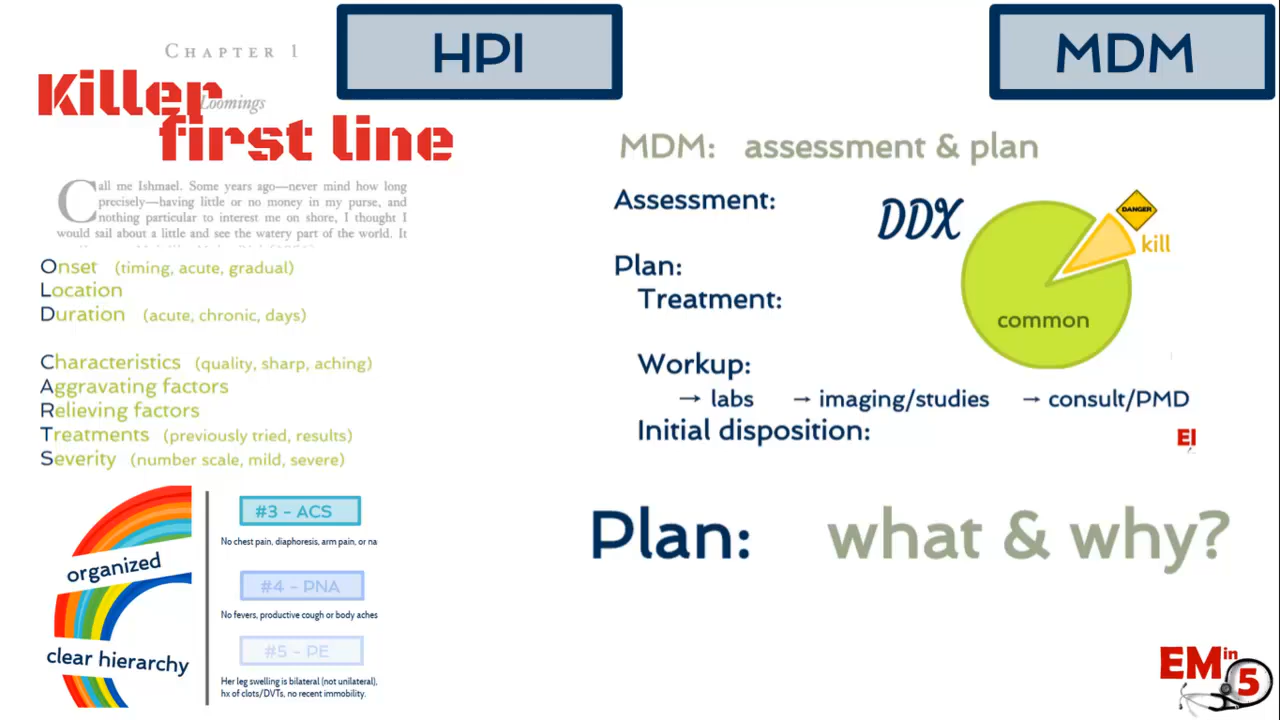 HPI
MDM
CHAPTER 1
Killer
Loomings
first line
Call me Ishmael. Some years ago—never mind how long
precisely—having little or no money in my purse, and
nothing particular to interest me on shore, I thought I
would sail about a little and see the watery part of the world. It
Onset (timing, acute, gradual)
Location
Duration (acute, chronic, days)
Characteristics (quality, sharp, aching)
Aggravating factors
Relieving factors
Treatments (previously tried, results)
Severity (number scale, mild, severe)
organized
clear hierarchy
#3 - ACS
No chest pain, diaphoresis, arm pain, or na
#4 - PNA
No fevers, productive cough or body aches
#5 - PE
Her leg swelling is bilateral (not unilateral),
hx of clots/DVTs, no recent immobility.
MDM: assessment & plan
Assessment:
DDX
DANGER
kill
common
Plan:
Treatment:
Workup:
→ labs → imaging/studies → consult/PMD
Initial disposition:
EI
Plan: what & why?
EM in 5